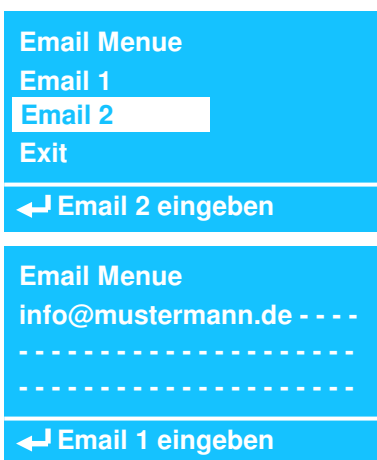 Email Menue
Email 1
Email 2
Exit
Email 2 eingeben
Email Menue
info@mustermann.de - - - -
- - - - - - - - - - - - - - - - - - - - -
- - - - - - - - - - - - - - - - - - - - -
Email 1 eingeben